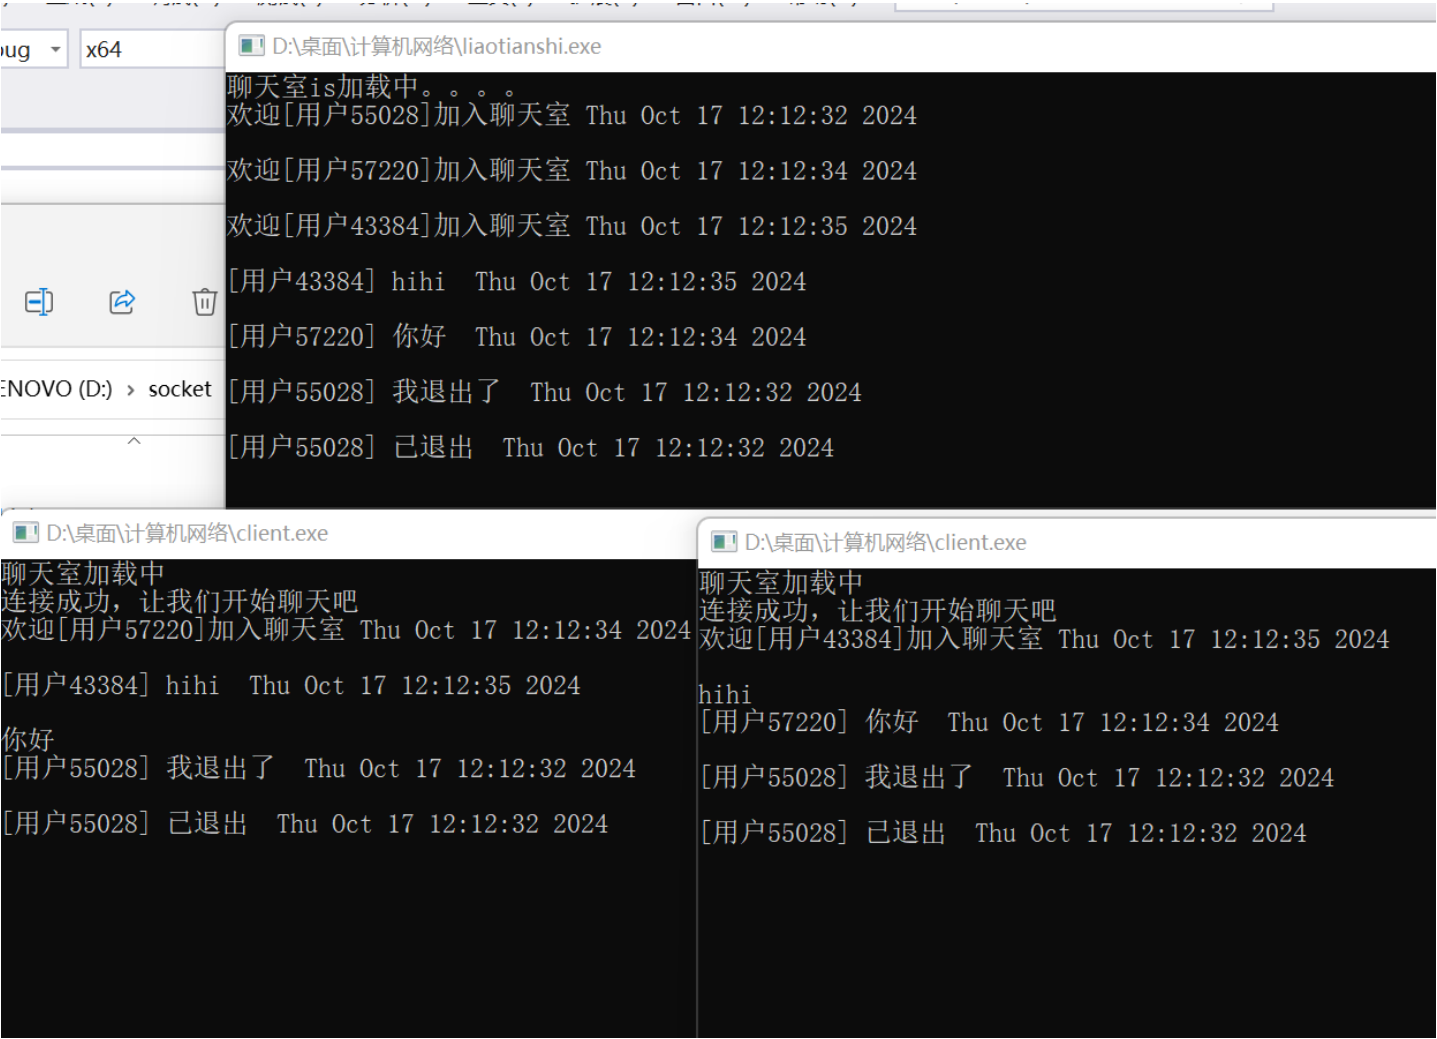 x64
D:\桌面\计算机网络\liaotianshi.exe
聊天室is加载中。。。。
欢迎[用户55028]加入聊天室 Thu Oct 17 12:12:32 2024
欢迎[用户57220]加入聊天室 Thu Oct 17 12:12:34 2024
欢迎[用户43384]加入聊天室 Thu Oct 17 12:12:35 2024
[用户43384] hihi  Thu Oct 17 12:12:35 2024
[用户57220] 你好  Thu Oct 17 12:12:34 2024
ENOVO (D:) › socket
[用户55028] 我退出了  Thu Oct 17 12:12:32 2024
[用户55028] 已退出  Thu Oct 17 12:12:32 2024
D:\桌面\计算机网络\client.exe
聊天室加载中
连接成功，让我们开始聊天吧
欢迎[用户57220]加入聊天室 Thu Oct 17 12:12:34 2024
[用户43384] hihi  Thu Oct 17 12:12:35 2024
你好
[用户55028] 我退出了  Thu Oct 17 12:12:32 2024
[用户55028] 已退出  Thu Oct 17 12:12:32 2024
D:\桌面\计算机网络\client.exe
聊天室加载中
连接成功，让我们开始聊天吧
欢迎[用户43384]加入聊天室 Thu Oct 17 12:12:35 2024
hihi
[用户57220] 你好  Thu Oct 17 12:12:34 2024
[用户55028] 我退出了  Thu Oct 17 12:12:32 2024
[用户55028] 已退出  Thu Oct 17 12:12:32 2024